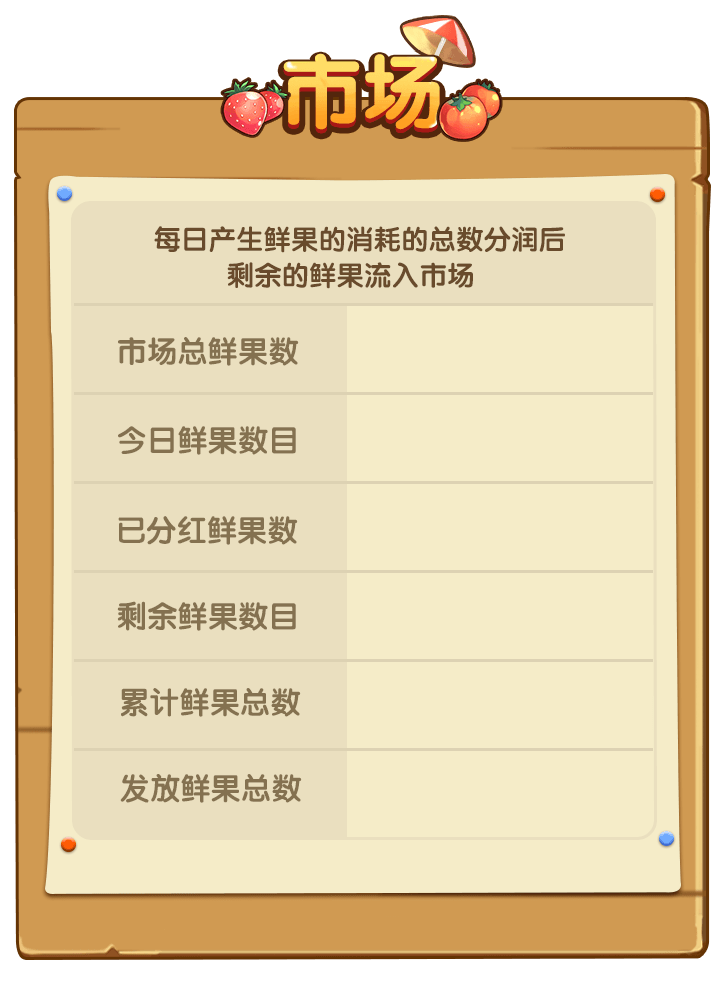 市场
每日产生鲜果的消耗的总数分润后
剩余的鲜果流入市场
市场总鲜果数
今日鲜果数目
已分红鲜果数
剩余鲜果数目
累计鲜果总数
发放鲜果总数